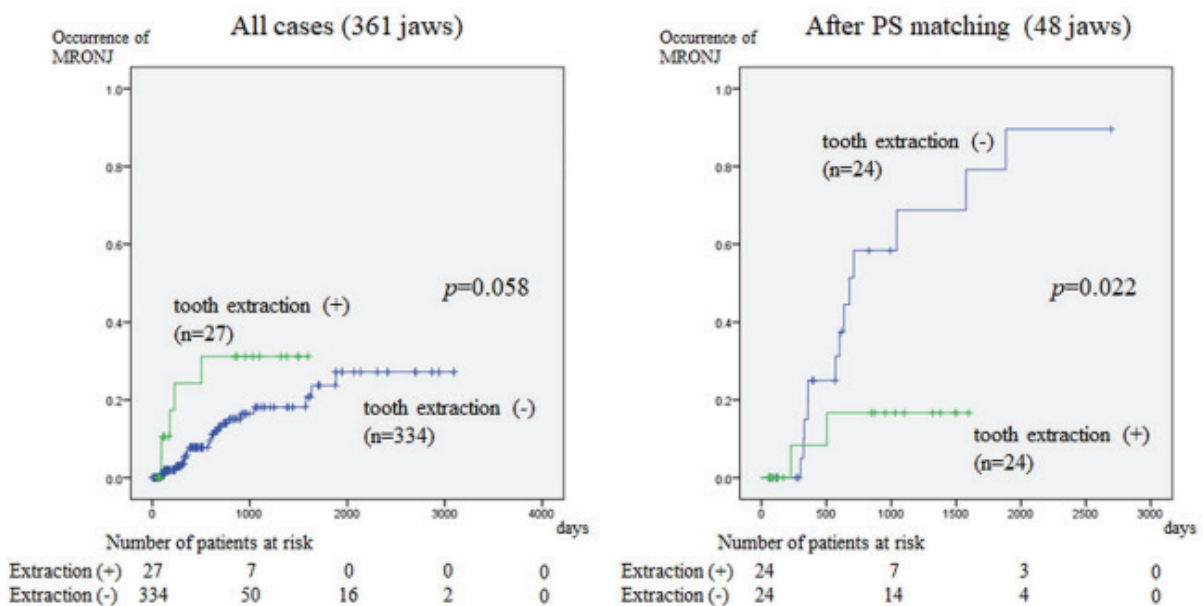 All cases (361 jaws)
Occurrence of
MRONJ
1.0
0.8
0.6
0.4
0.2
0.0
tooth extraction (+)
(n=27)
p=0.058
tooth extraction (-)
(n=334)
0 1000 2000 3000 4000
days
Number of patients at risk
Extraction (+) 27 7 0 0 0
Extraction (-) 334 50 16 2 0
After PS matching (48 jaws)
Occurrence of
MRONJ
1.0
0.8
0.6
0.4
0.2
0.0
tooth extraction (-)
(n=24)
p=0.022
tooth extraction (+)
(n=24)
0 500 1000 1500 2000 2500 3000
days
Number of patients at risk
Extraction (+) 24 7 3 0
Extraction (-) 24 14 4 0